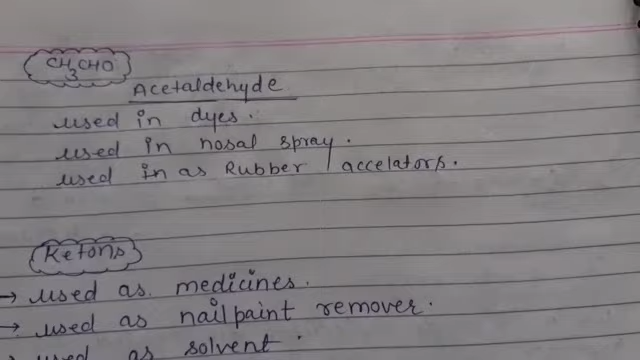 CH3CHO
Acetaldehyde
used in dyes.
used in nosal spray.
used in as Rubber accelators.
Ketons
→ used as medicines.
→ used as nailpaint remover.
→ used as solvent.